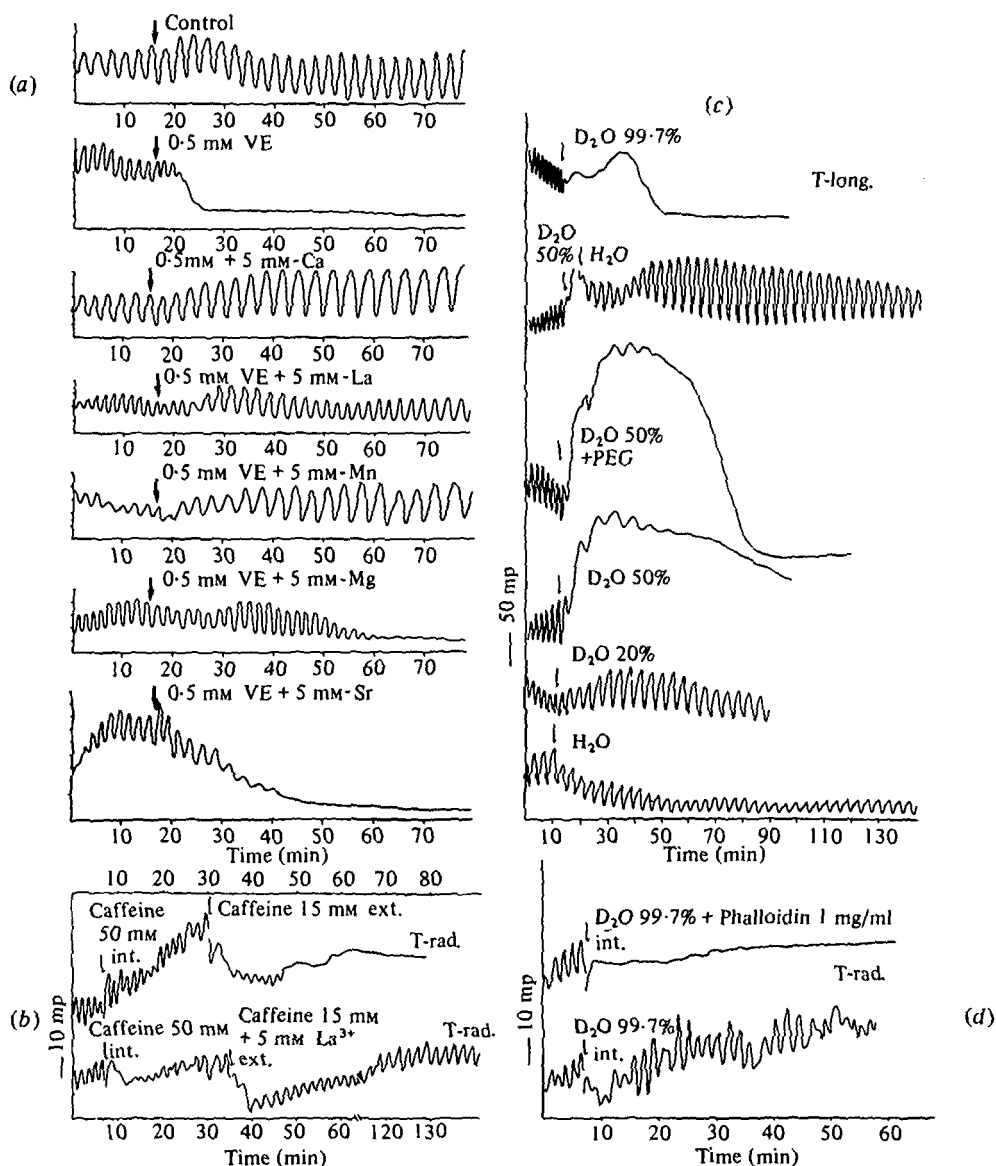 (a)
Control
10 20 30 40 50 60 70
0·5 mM VE
10 20 30 40 50 60 70
0·5mM + 5 mM-Ca
10 20 30 40 50 60 70
0·5 mM VE + 5 mM-La
10 20 30 40 50 60 70
0·5 mM VE + 5 mM-Mn
10 20 30 40 50 60 70
0·5 mM VE + 5 mM-Mg
10 20 30 40 50 60 70
0·5 mM VE + 5 mM-Sr
10 20 30 40 50 60 70
Time (min)
(c)
D₂O 99·7%
T-long.
D₂O
50%
H₂O
D₂O 50%
+PEG
50 mp
D₂O 50%
D₂O 20%
H₂O
10 30 50 70 90 110 130
Time (min)
(b)
10 20 30 40 50 60 80
Caffeine
50 mM
int.
Caffeine 15 mM ext.
T-rad.
10 mp
Caffeine 50 mM
int.
Caffeine 15 mM
+ 5 mM La³⁺
ext.
T-rad.
10 20 30 40 50 60 120 130
Time (min)
(d)
D₂O 99·7% + Phalloidin 1 mg/ml
int.
T-rad.
10 mp
D₂O 99·7%
int.
10 20 30 40 50 60
Time (min)